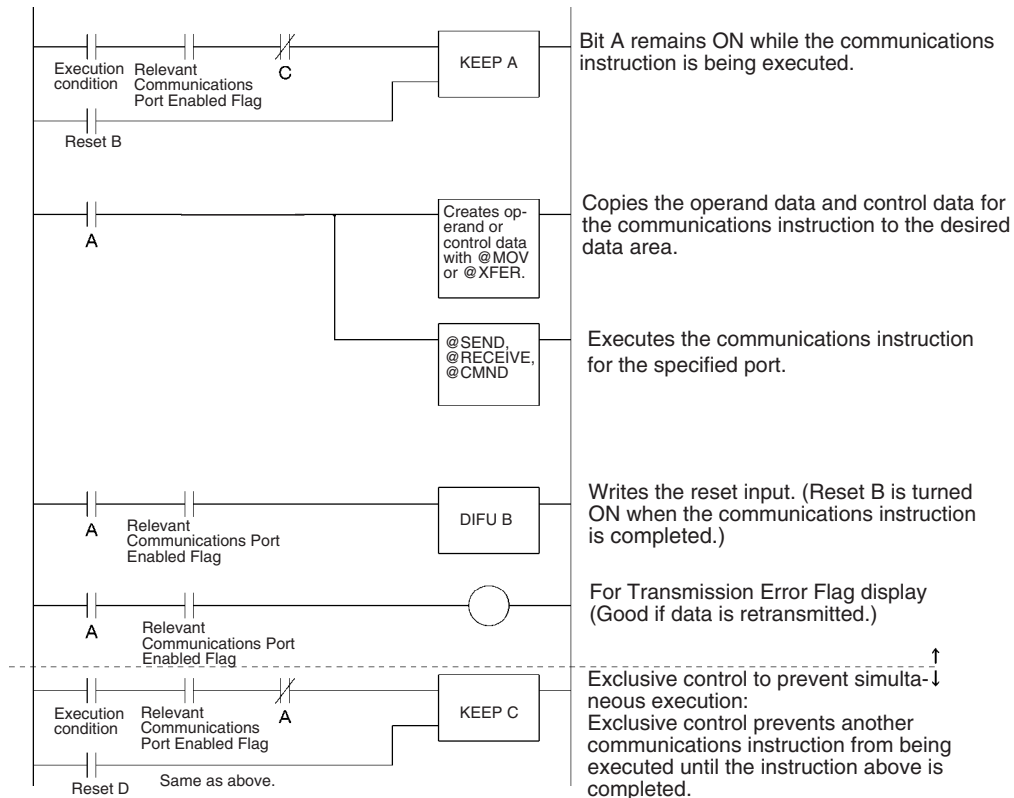 Execution
condition
Relevant
Communications
Port Enabled Flag
C
KEEP A
Reset B
Bit A remains ON while the communications
instruction is being executed.
A
Creates op-
erand or
control data
with @MOV
or @XFER.
Copies the operand data and control data for
the communications instruction to the desired
data area.
@SEND,
@RECEIVE,
@CMND
Executes the communications instruction
for the specified port.
A
Relevant
Communications Port
Enabled Flag
DIFU B
Writes the reset input. (Reset B is turned
ON when the communications instruction
is completed.)
A
Relevant
Communications Port
Enabled Flag
For Transmission Error Flag display
(Good if data is retransmitted.)
Execution
condition
Relevant
Communications
Port Enabled Flag
A
KEEP C
Reset D
Same as above.
Exclusive control to prevent simulta-
neous execution:
Exclusive control prevents another
communications instruction from being
executed until the instruction above is
completed.